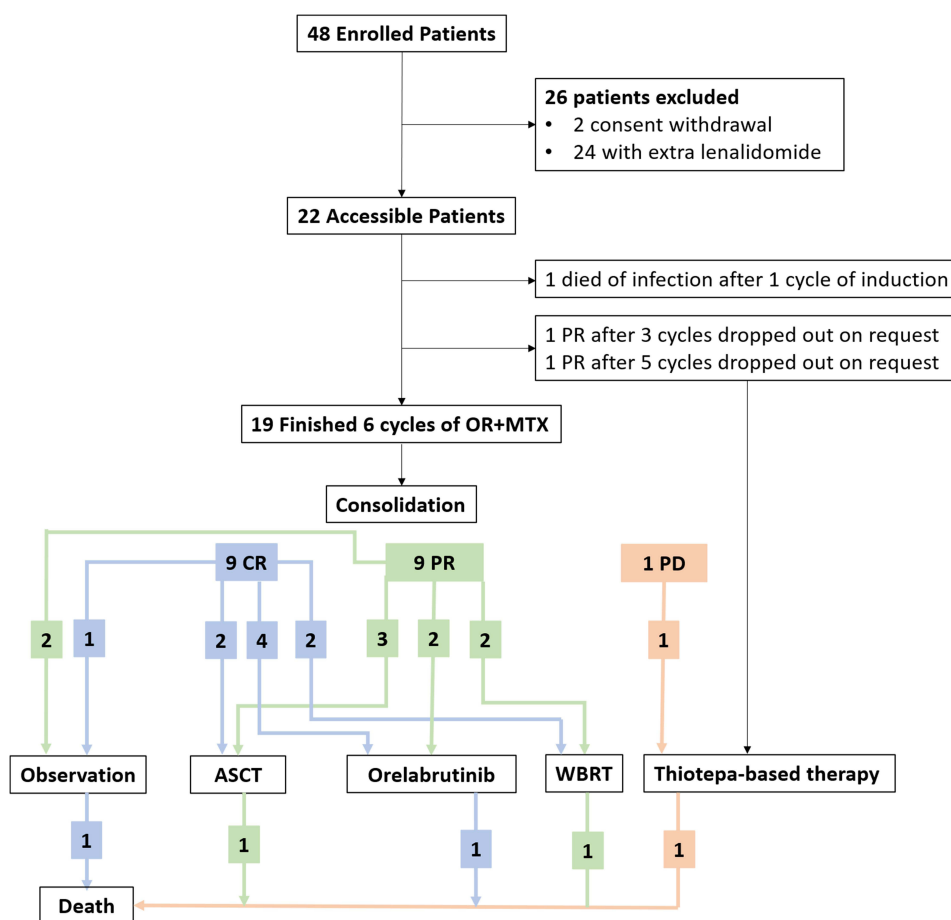 48 Enrolled Patients
26 patients excluded
• 2 consent withdrawal
• 24 with extra lenalidomide
22 Accessible Patients
1 died of infection after 1 cycle of induction
1 PR after 3 cycles dropped out on request
1 PR after 5 cycles dropped out on request
19 Finished 6 cycles of OR+MTX
Consolidation
9 CR
9 PR
1 PD
2
1
2
4
2
3
2
2
1
Observation
ASCT
Orelabrutinib
WBRT
Thiotepa-based therapy
1
1
1
1
1
Death